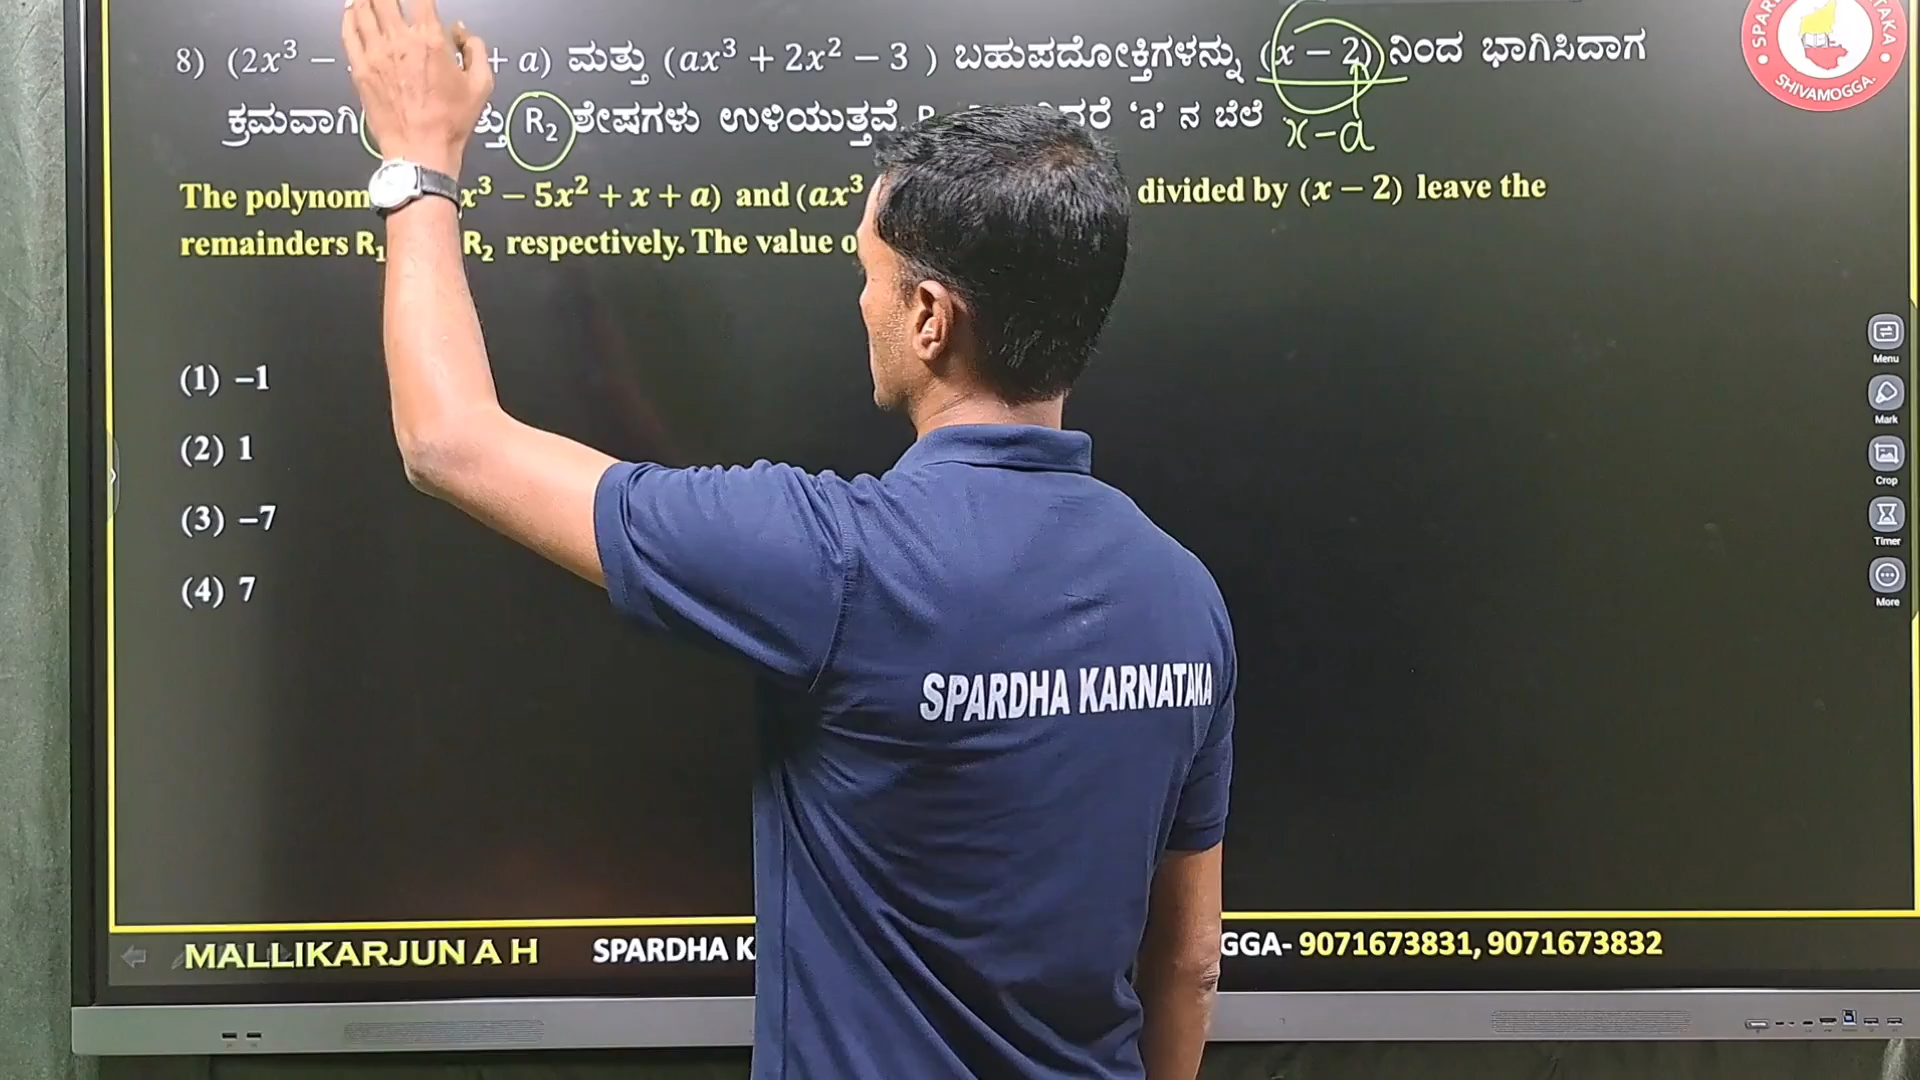 8) (2x³ − + a) ಮತ್ತು (ax³ + 2x² − 3 ) ಬಹುಪದೋಕ್ತಿಗಳನ್ನು (x − 2) ನಿಂದ ಭಾಗಿಸಿದಾಗ
ಕ್ರಮವಾಗಿ R₂ ಶೇಷಗಳು ಉಳಿಯುತ್ತವೆ. 'a' ನ ಬೆಲೆ
x-a
The x³ − 5x² + x + a) and (ax³ divided by (x − 2) leave the
remainders R₁ R₂ respectively. The value
(1) −1
(2) 1
(3) −7
(4) 7
SHIVAMOGGA.
Menu
Mark
Crop
Timer
More
SPARDHA KARNATAKA
MALLIKARJUN A H SPARDHA 9071673831, 9071673832